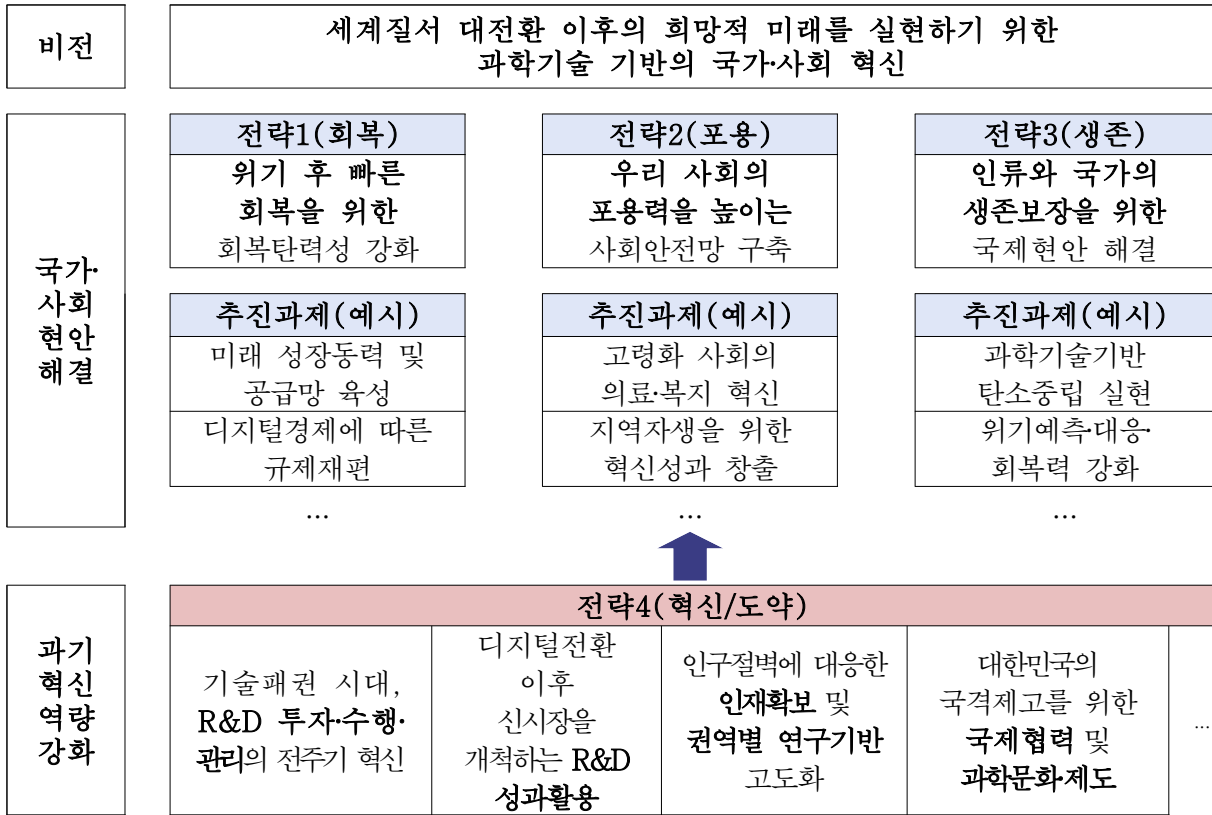 비전
세계질서 대전환 이후의 희망적 미래를 실현하기 위한
과학기술 기반의 국가·사회 혁신
국가·
사회
현안
해결
전략1(회복)
위기 후 빠른
회복을 위한
회복탄력성 강화
전략2(포용)
우리 사회의
포용력을 높이는
사회안전망 구축
전략3(생존)
인류와 국가의
생존보장을 위한
국제현안 해결
추진과제(예시)
미래 성장동력 및
공급망 육성
디지털경제에 따른
규제재편
...
추진과제(예시)
고령화 사회의
의료·복지 혁신
지역자생을 위한
혁신성과 창출
...
추진과제(예시)
과학기술기반
탄소중립 실현
위기예측·대응·
회복력 강화
...
과기
혁신
역량
강화
전략4(혁신/도약)
기술패권 시대,
R&D 투자·수행·
관리의 전주기 혁신
디지털전환
이후
신시장을
개척하는 R&D
성과활용
인구절벽에 대응한
인재확보 및
권역별 연구기반
고도화
대한민국의
국격제고를 위한
국제협력 및
과학문화·제도
...